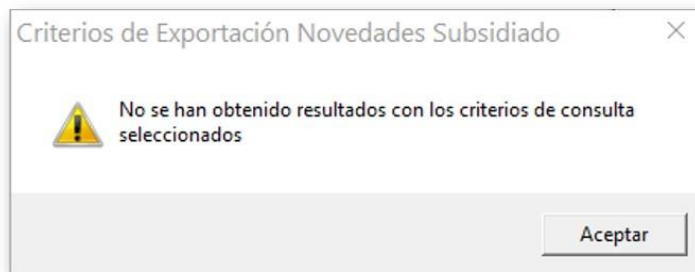 Criterios de Exportación Novedades Subsidiado
No se han obtenido resultados con los criterios de consulta
seleccionados
Aceptar